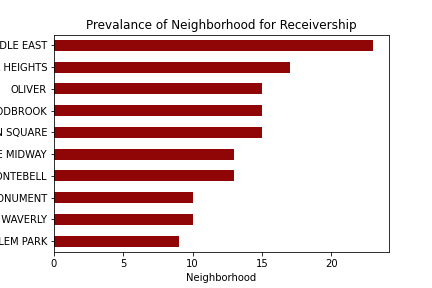 Prevalance of Neighborhood for Receivership
DLE EAST
HEIGHTS
OLIVER
ODBROOK
N SQUARE
E MIDWAY
ONTEBELL
ONUMENT
WAVERLY
LEM PARK
0 5 10 15 20
Neighborhood